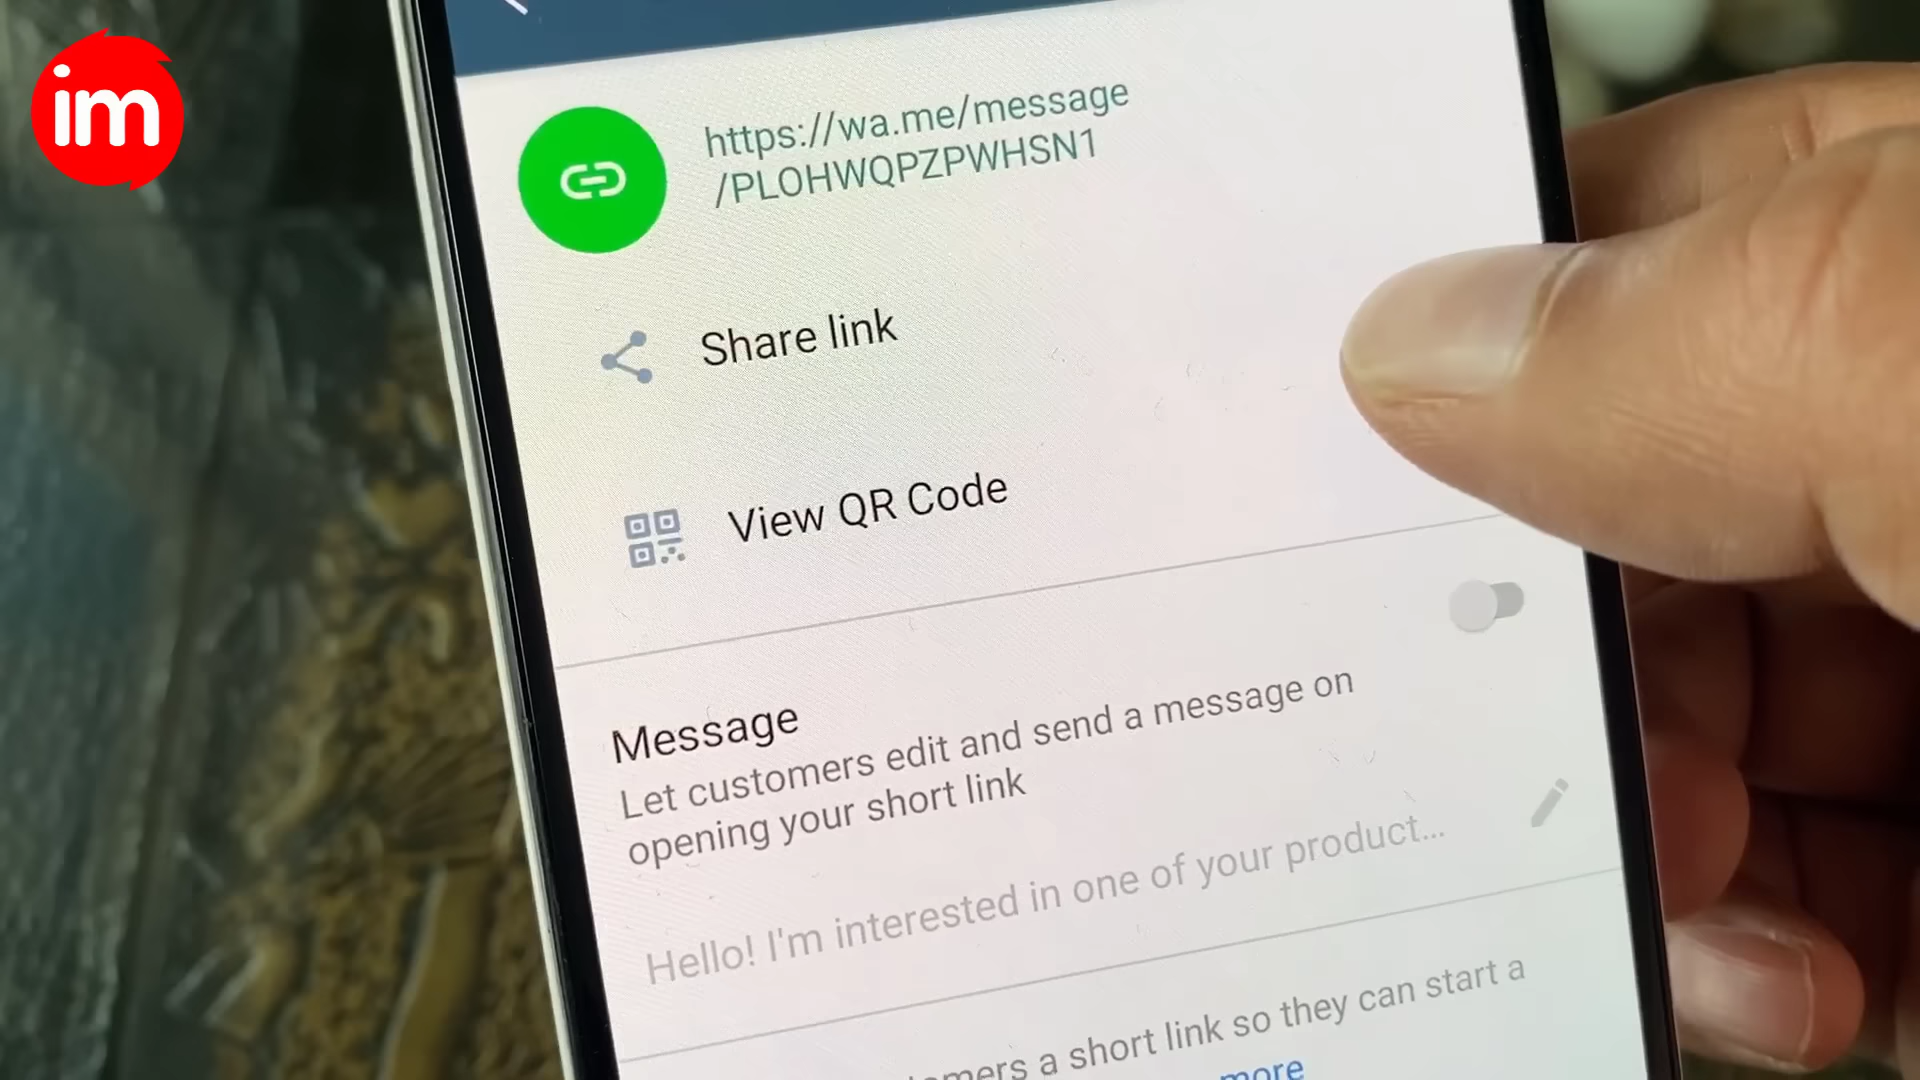 im
https://wa.me/message
/PLOHWQPZPWHSN1
Share link
View QR Code
Message
Let customers edit and send a message on
opening your short link
Hello! I'm interested in one of your product...
a short link so they can start a
more